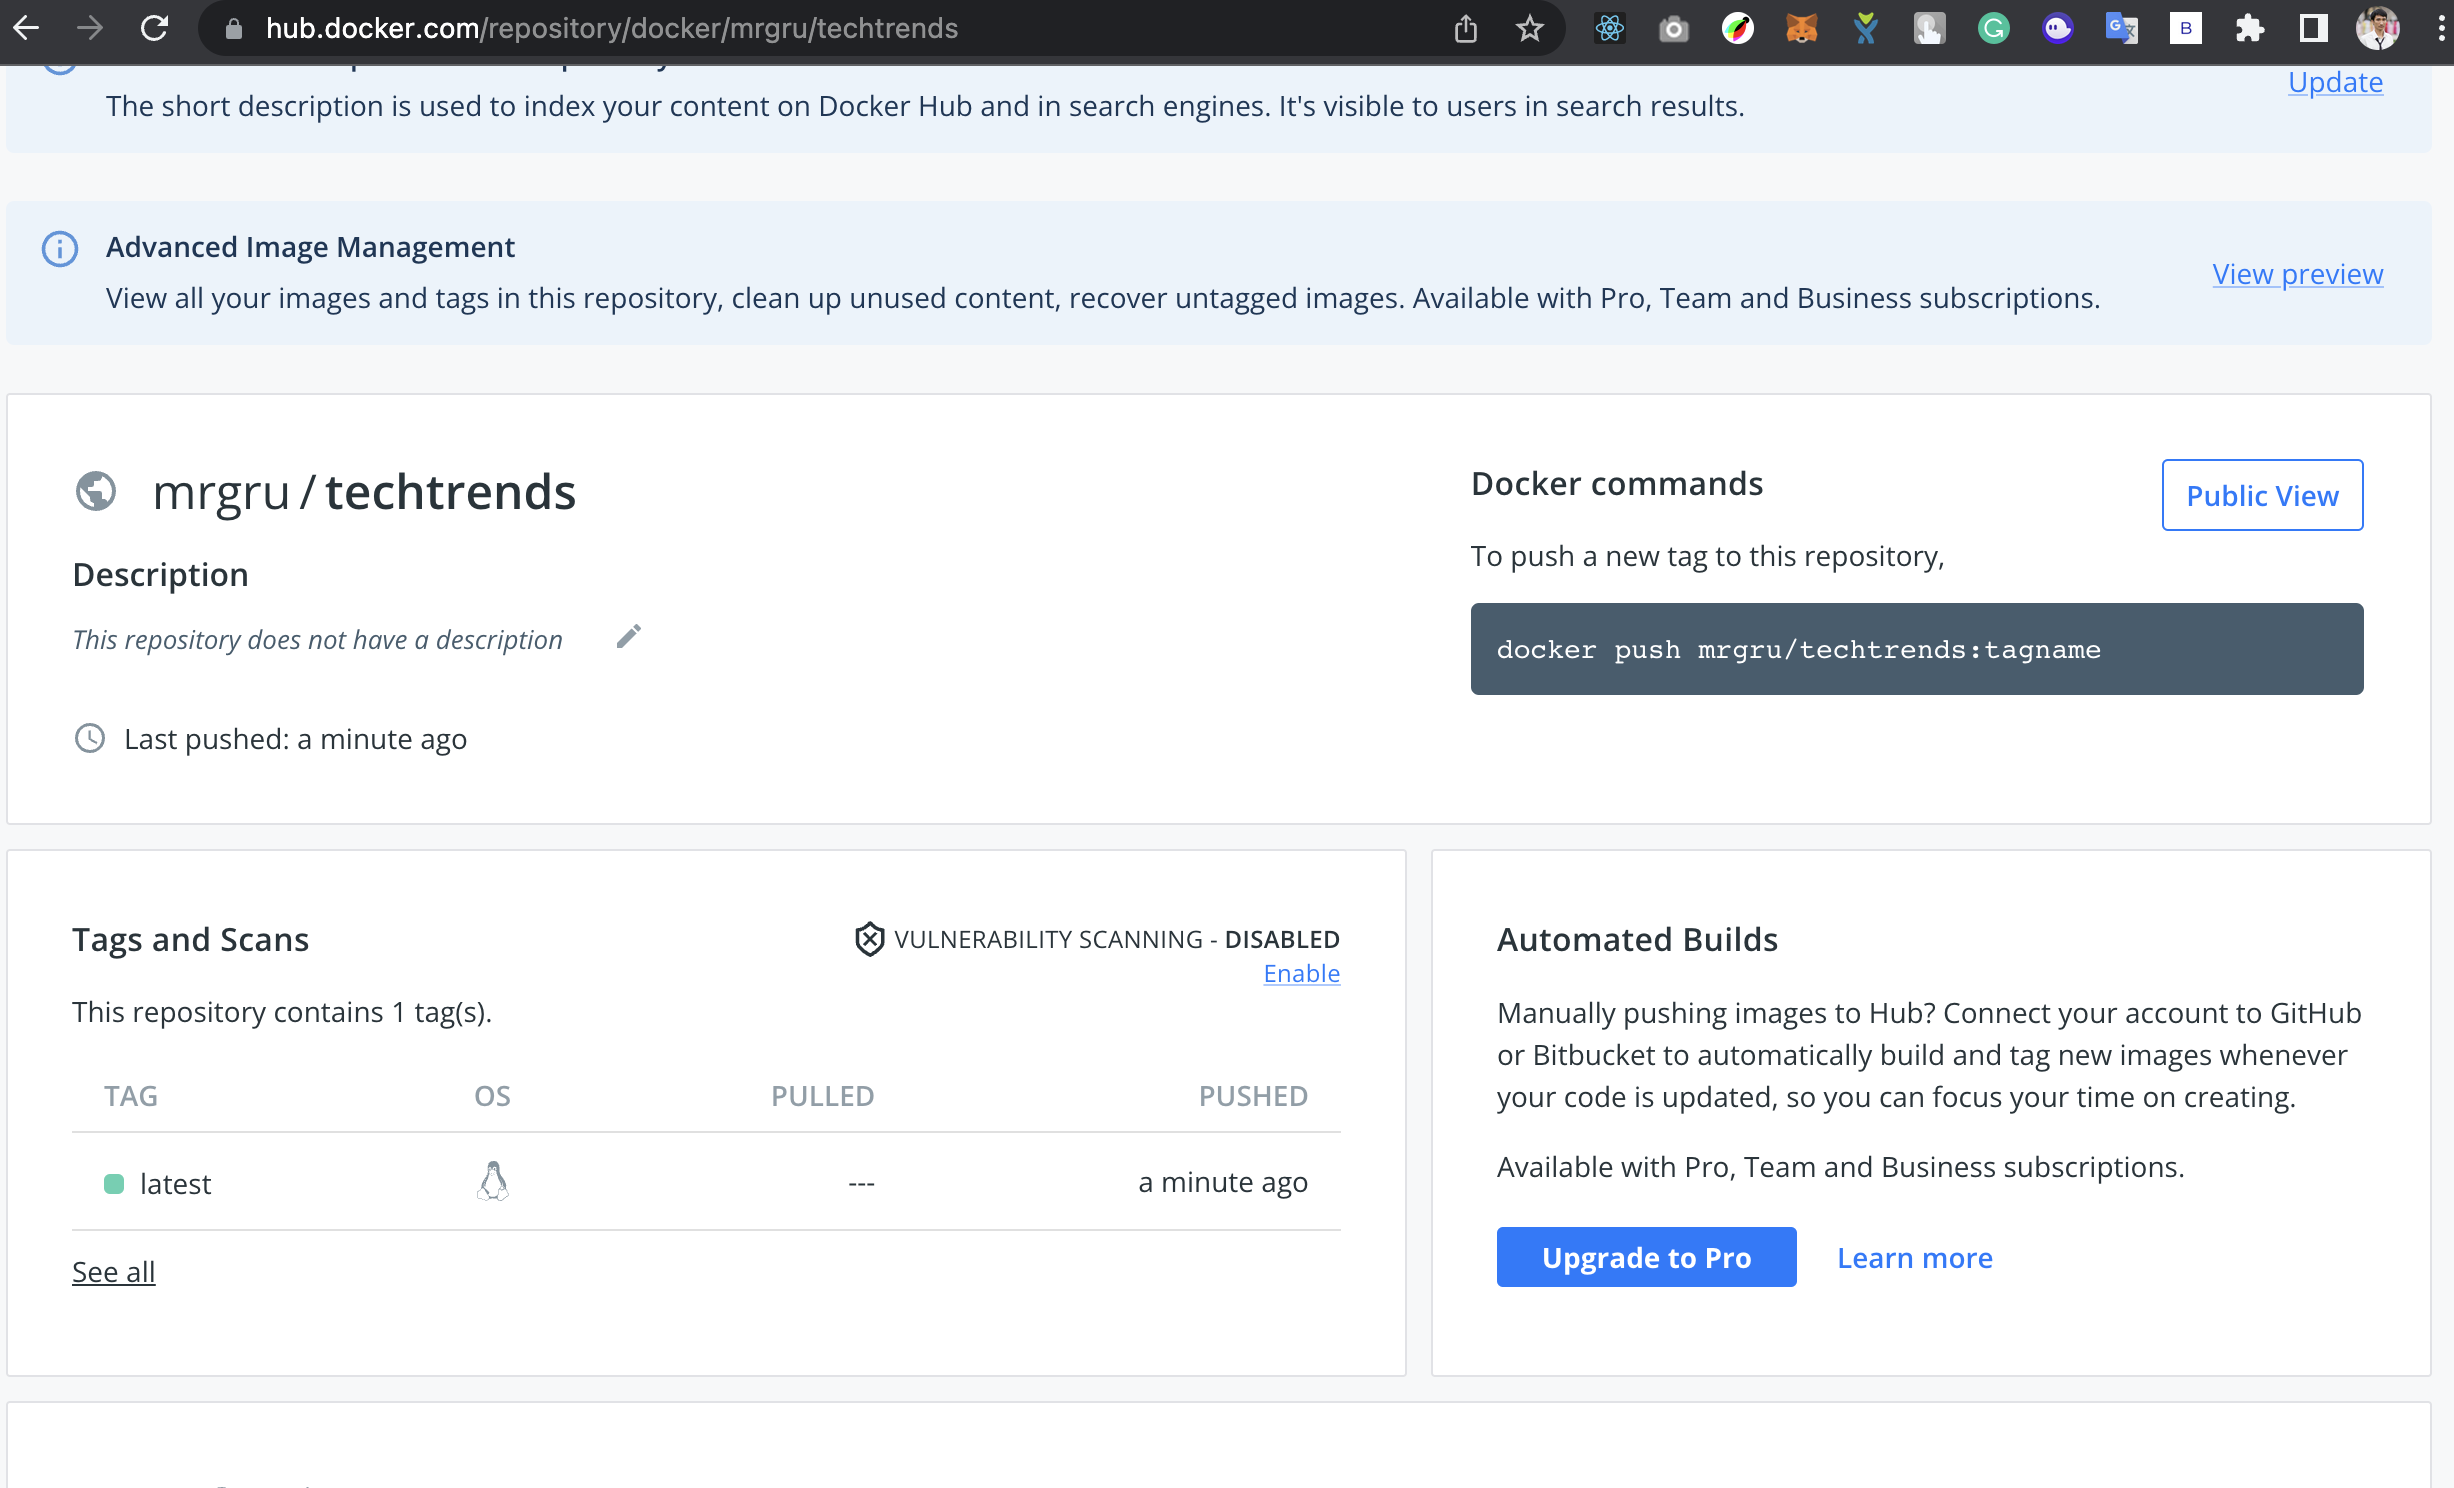 hub.docker.com/repository/docker/mrgru/techtrends
Update
The short description is used to index your content on Docker Hub and in search engines. It's visible to users in search results.
Advanced Image Management
View preview
View all your images and tags in this repository, clean up unused content, recover untagged images. Available with Pro, Team and Business subscriptions.
mrgru / techtrends
Description
This repository does not have a description
Last pushed: a minute ago
Docker commands
Public View
To push a new tag to this repository,
docker push mrgru/techtrends:tagname
Tags and Scans
VULNERABILITY SCANNING - DISABLED
Enable
This repository contains 1 tag(s).
TAG OS PULLED PUSHED
latest --- a minute ago
See all
Automated Builds
Manually pushing images to Hub? Connect your account to GitHub
or Bitbucket to automatically build and tag new images whenever
your code is updated, so you can focus your time on creating.
Available with Pro, Team and Business subscriptions.
Upgrade to Pro Learn more